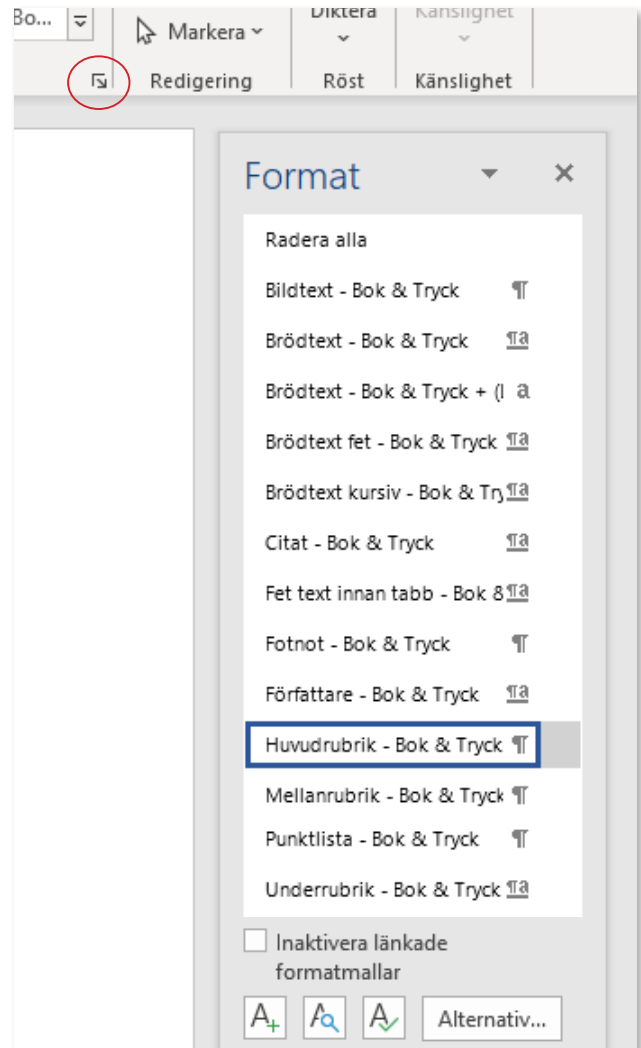 Bo...
Diktera
Känslighet
Markera
Redigering
Röst
Känslighet
Format
Radera alla
Bildtext - Bok & Tryck ¶
Brödtext - Bok & Tryck ¶a
Brödtext - Bok & Tryck + (I a
Brödtext fet - Bok & Tryck ¶a
Brödtext kursiv - Bok & Try ¶a
Citat - Bok & Tryck ¶a
Fet text innan tabb - Bok & ¶a
Fotnot - Bok & Tryck ¶
Författare - Bok & Tryck ¶a
Huvudrubrik - Bok & Tryck ¶
Mellanrubrik - Bok & Tryck ¶
Punktlista - Bok & Tryck ¶
Underrubrik - Bok & Tryck ¶a
Inaktivera länkade
formatmallar
Alternativ...